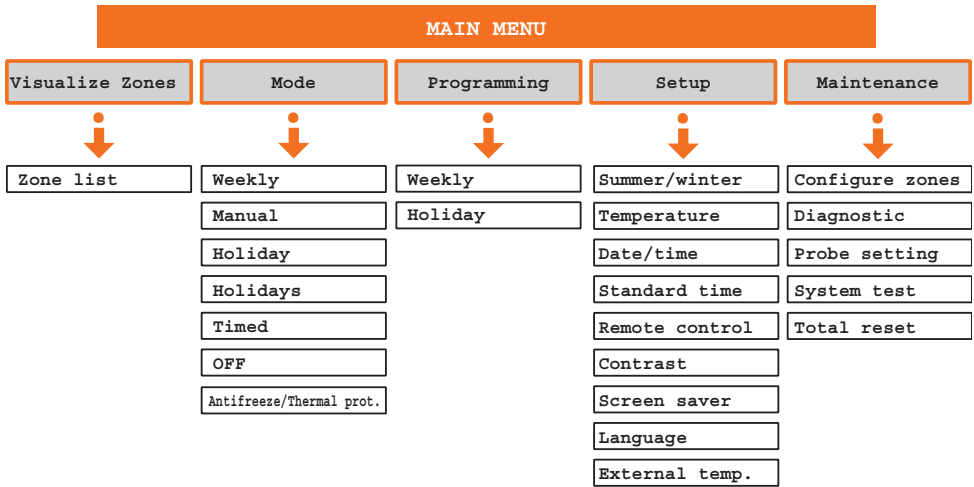 MAIN MENU
Visualize Zones
Mode
Programming
Setup
Maintenance
Zone list
Weekly
Manual
Holiday
Holidays
Timed
OFF
Antifreeze/Thermal prot.
Weekly
Holiday
Summer/winter
Temperature
Date/time
Standard time
Remote control
Contrast
Screen saver
Language
External temp.
Configure zones
Diagnostic
Probe setting
System test
Total reset